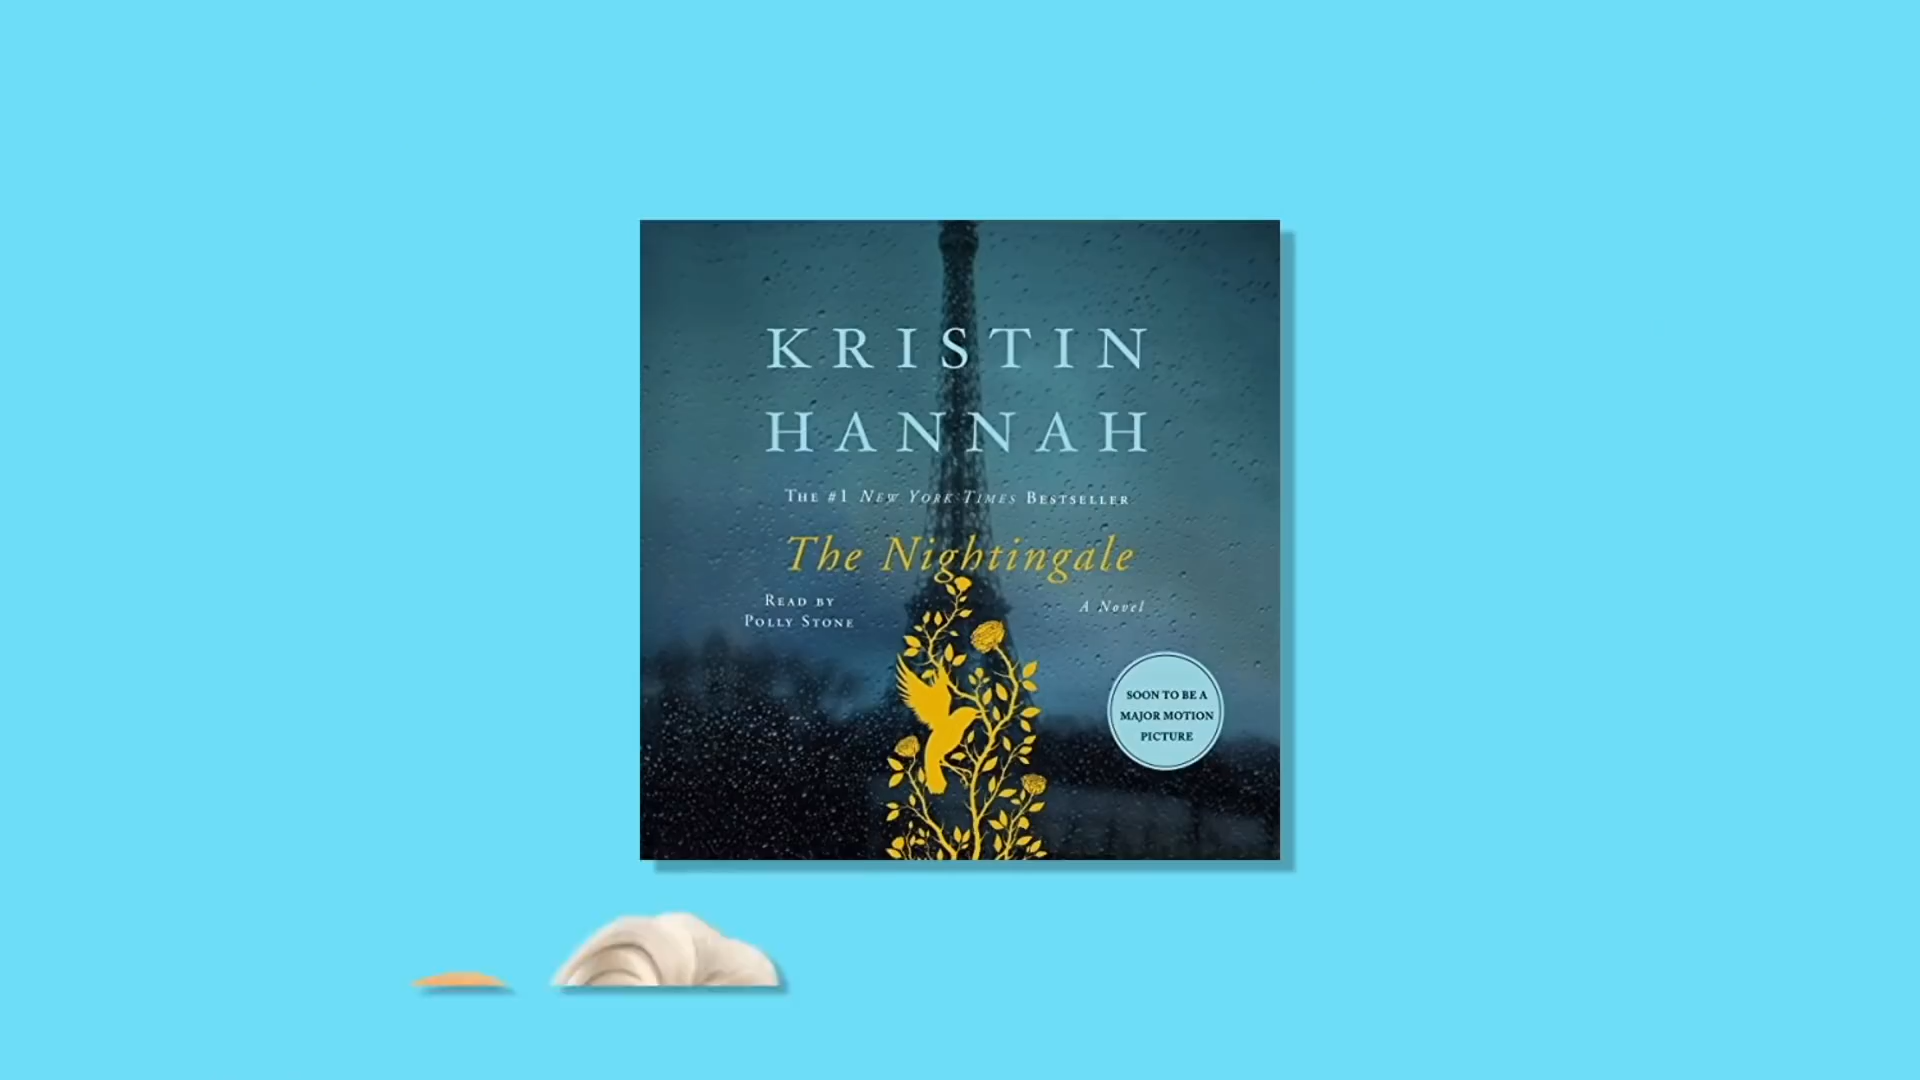 KRISTIN
HANNAH
THE #1 NEW YORK TIMES BESTSELLER
The Nightingale
READ BY
POLLY STONE
A Novel
SOON TO BE A
MAJOR MOTION
PICTURE